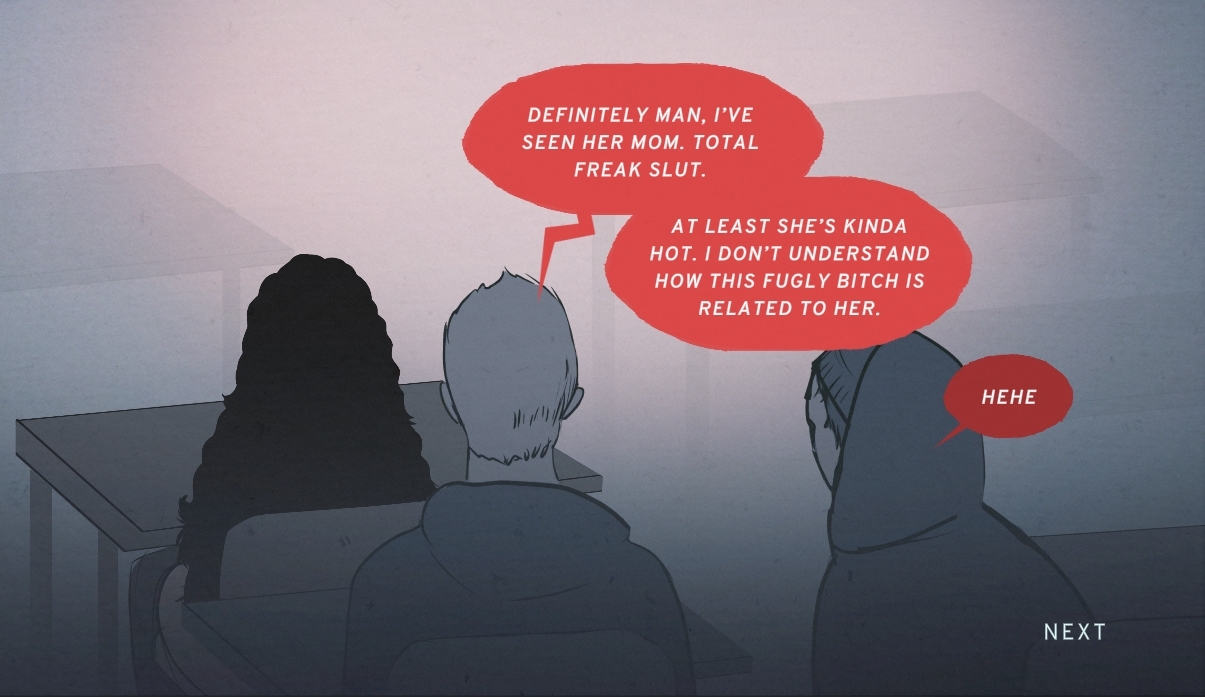 DEFINITELY MAN, I'VE
SEEN HER MOM. TOTAL
FREAK SLUT.
AT LEAST SHE'S KINDA
HOT. I DON'T UNDERSTAND
HOW THIS FUGLY BITCH IS
RELATED TO HER.
HEHE
NEXT